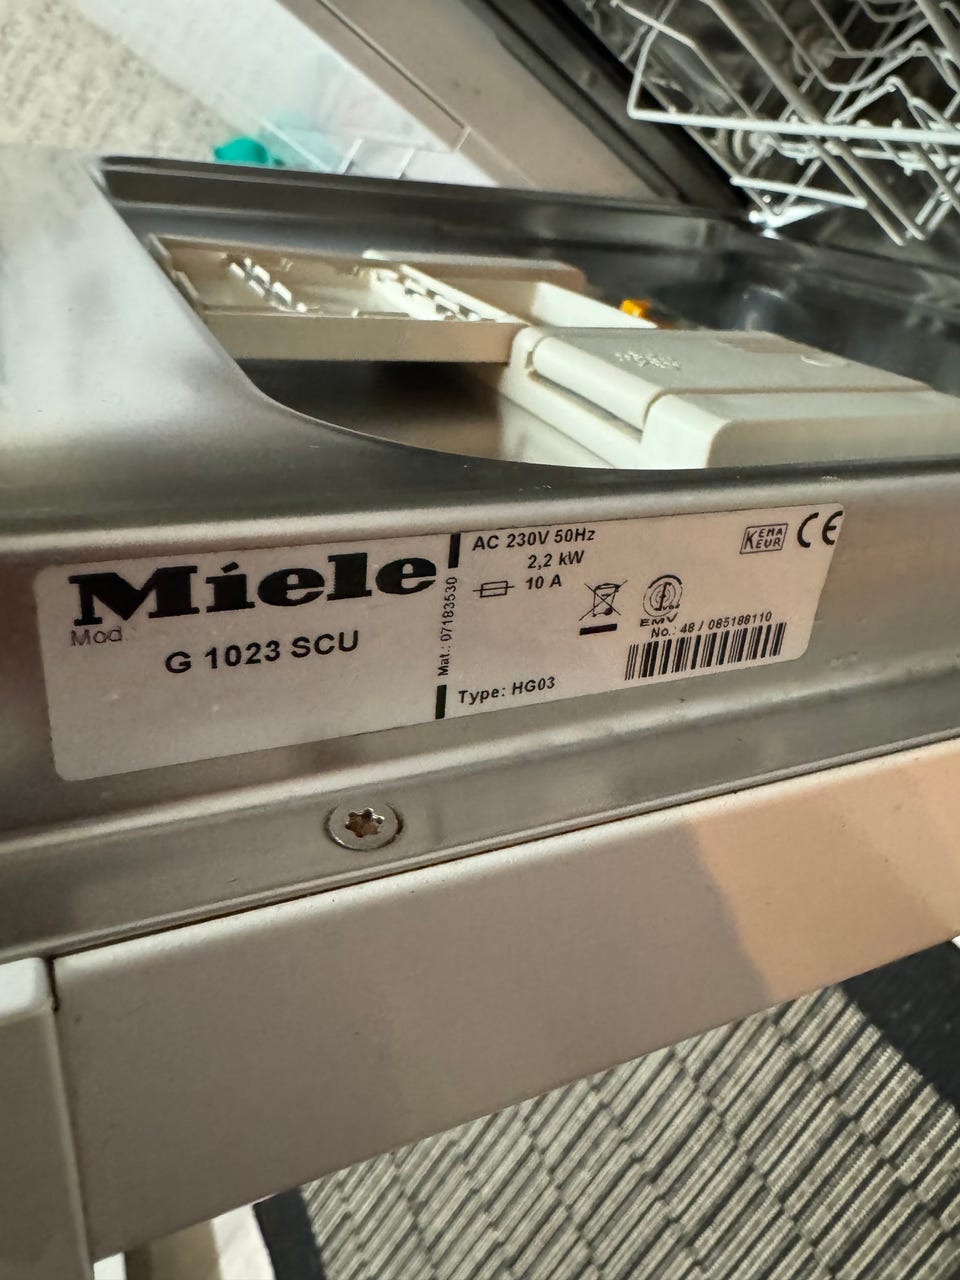 Miele
Mod.
G 1023 SCU
Mat.: 07183530
AC 230V 50Hz
2,2 kW
10 A
Type: HG03
KEMA
KEUR
CE
EMV
No.: 48 / 085188110